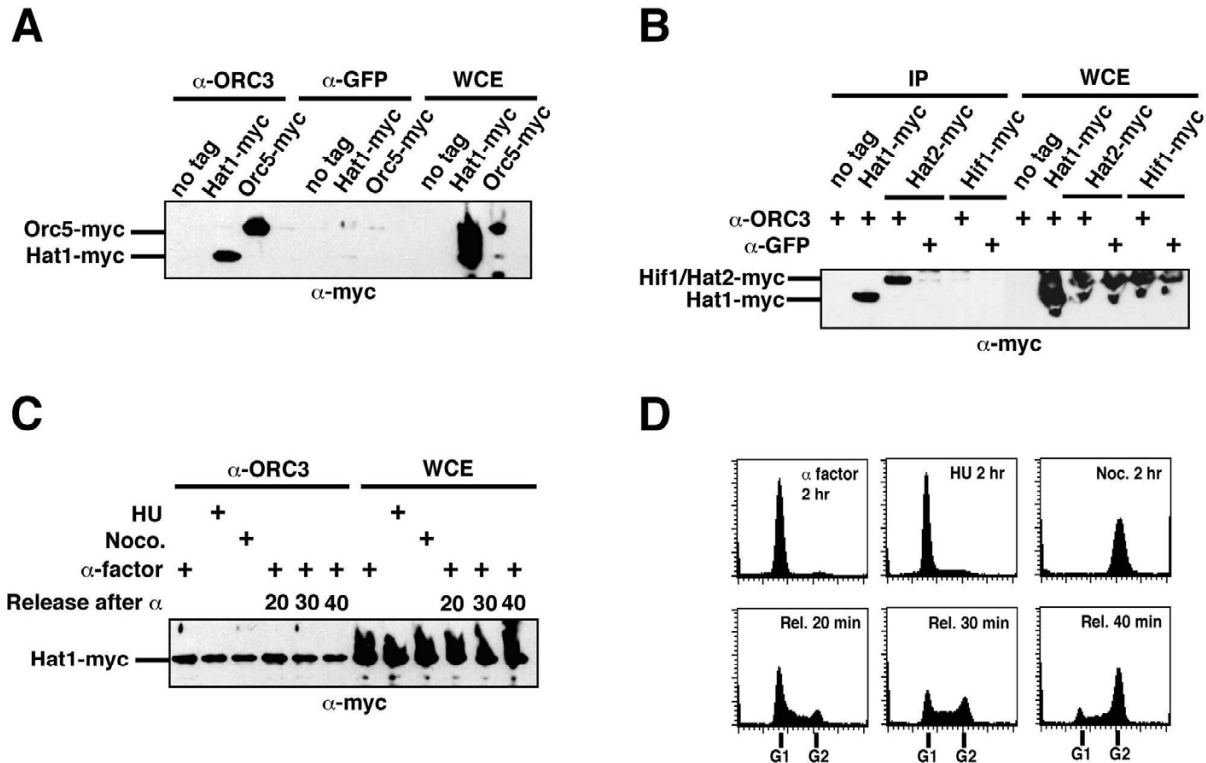 A
α-ORC3 α-GFP WCE
no tag Hat1-myc Orc5-myc no tag Hat1-myc Orc5-myc no tag Hat1-myc Orc5-myc
Orc5-myc
Hat1-myc
α-myc
B
IP WCE
no tag Hat1-myc Hat2-myc Hif1-myc no tag Hat1-myc Hat2-myc Hif1-myc
α-ORC3 + + + + + + + +
α-GFP + + + +
Hif1/Hat2-myc
Hat1-myc
α-myc
C
α-ORC3 WCE
HU + +
Noco. + +
α-factor + + + + + + + +
Release after α 20 30 40 20 30 40
Hat1-myc
α-myc
D
α factor
2 hr
HU 2 hr
Noc. 2 hr
Rel. 20 min
Rel. 30 min
Rel. 40 min
G1 G2 G1 G2 G1 G2